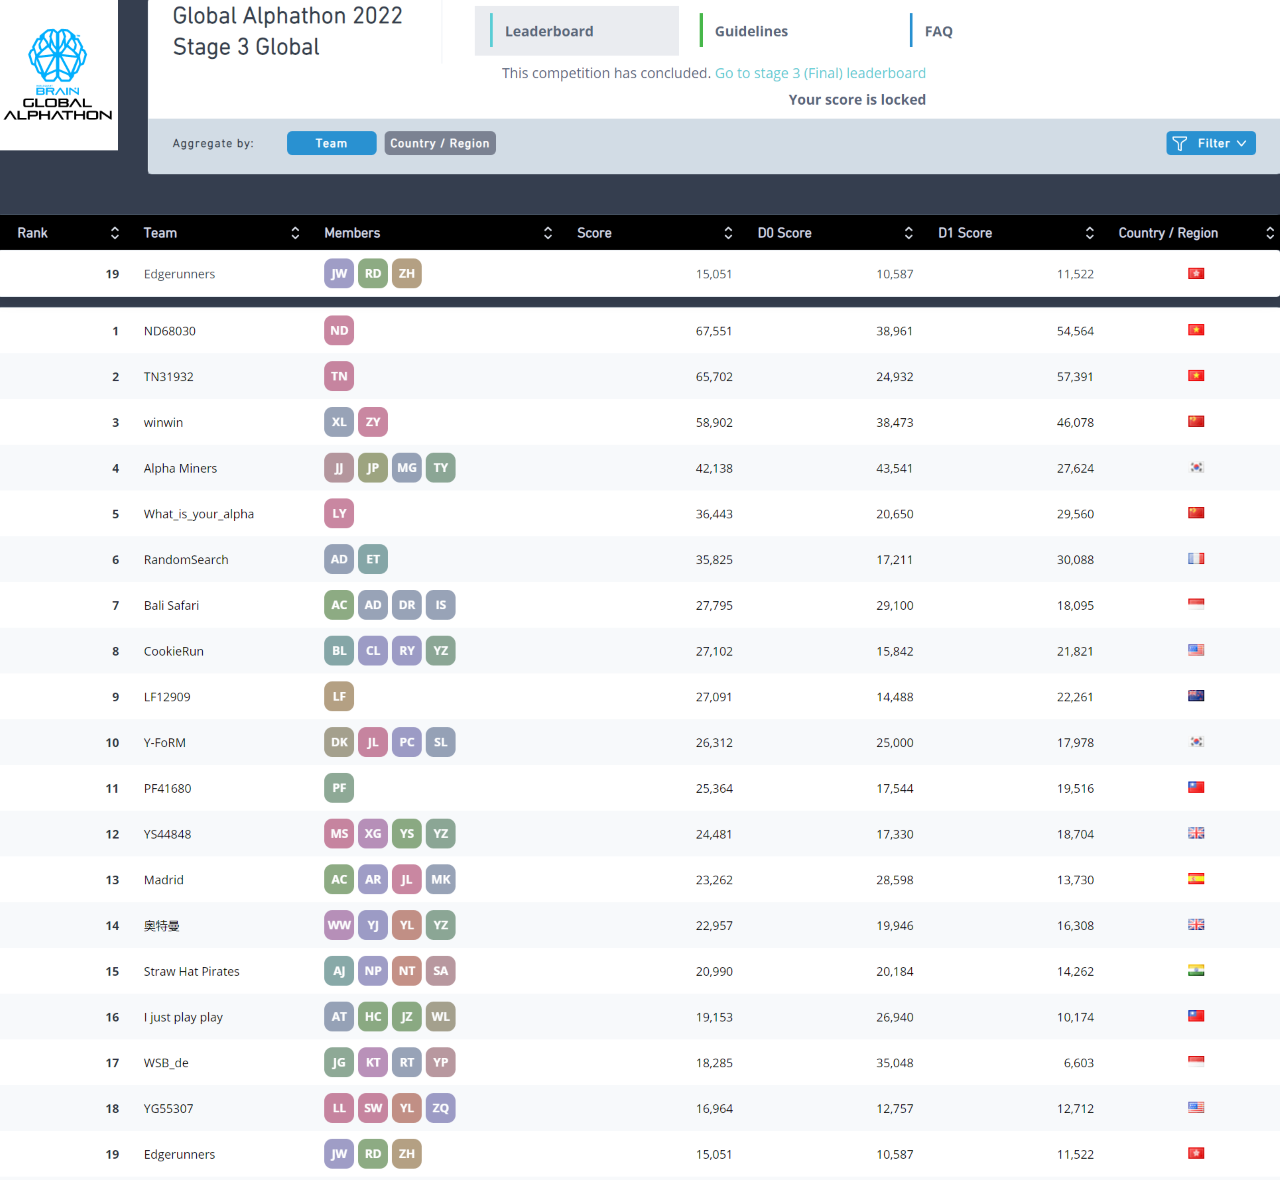 BRAIN
GLOBAL
ALPHATHON
Global Alphathon 2022
Stage 3 Global
Leaderboard
Guidelines
FAQ
This competition has concluded. Go to stage 3 (Final) leaderboard
Your score is locked
Aggregate by: Team Country / Region Filter
Rank Team Members Score D0 Score D1 Score Country / Region
19 Edgerunners JW RD ZH 15,051 10,587 11,522
1 ND68030 ND 67,551 38,961 54,564
2 TN31932 TN 65,702 24,932 57,391
3 winwin XL ZY 58,902 38,473 46,078
4 Alpha Miners JJ JP MG TY 42,138 43,541 27,624
5 What_is_your_alpha LY 36,443 20,650 29,560
6 RandomSearch AD ET 35,825 17,211 30,088
7 Bali Safari AC AD DR IS 27,795 29,100 18,095
8 CookieRun BL CL RY YZ 27,102 15,842 21,821
9 LF12909 LF 27,091 14,488 22,261
10 Y-FoRM DK JL PC SL 26,312 25,000 17,978
11 PF41680 PF 25,364 17,544 19,516
12 YS44848 MS XG YS YZ 24,481 17,330 18,704
13 Madrid AC AR JL MK 23,262 28,598 13,730
14 奥特曼 WW YJ YL YZ 22,957 19,946 16,308
15 Straw Hat Pirates AJ NP NT SA 20,990 20,184 14,262
16 I just play play AT HC JZ WL 19,153 26,940 10,174
17 WSB_de JG KT RT YP 18,285 35,048 6,603
18 YG55307 LL SW YL ZQ 16,964 12,757 12,712
19 Edgerunners JW RD ZH 15,051 10,587 11,522